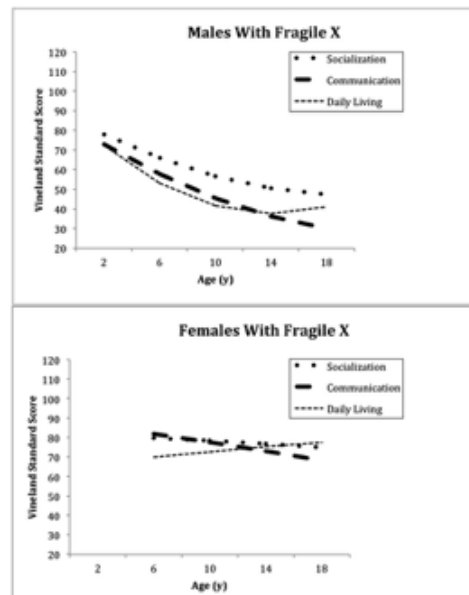 Males With Fragile X
Socialization
Communication
Daily Living
Vineland Standard Score
120
110
100
90
80
70
60
50
40
30
20
2 6 10 14 18
Age (y)
Females With Fragile X
Socialization
Communication
Daily Living
Vineland Standard Score
120
110
100
90
80
70
60
50
40
30
20
2 6 10 14 18
Age (y)